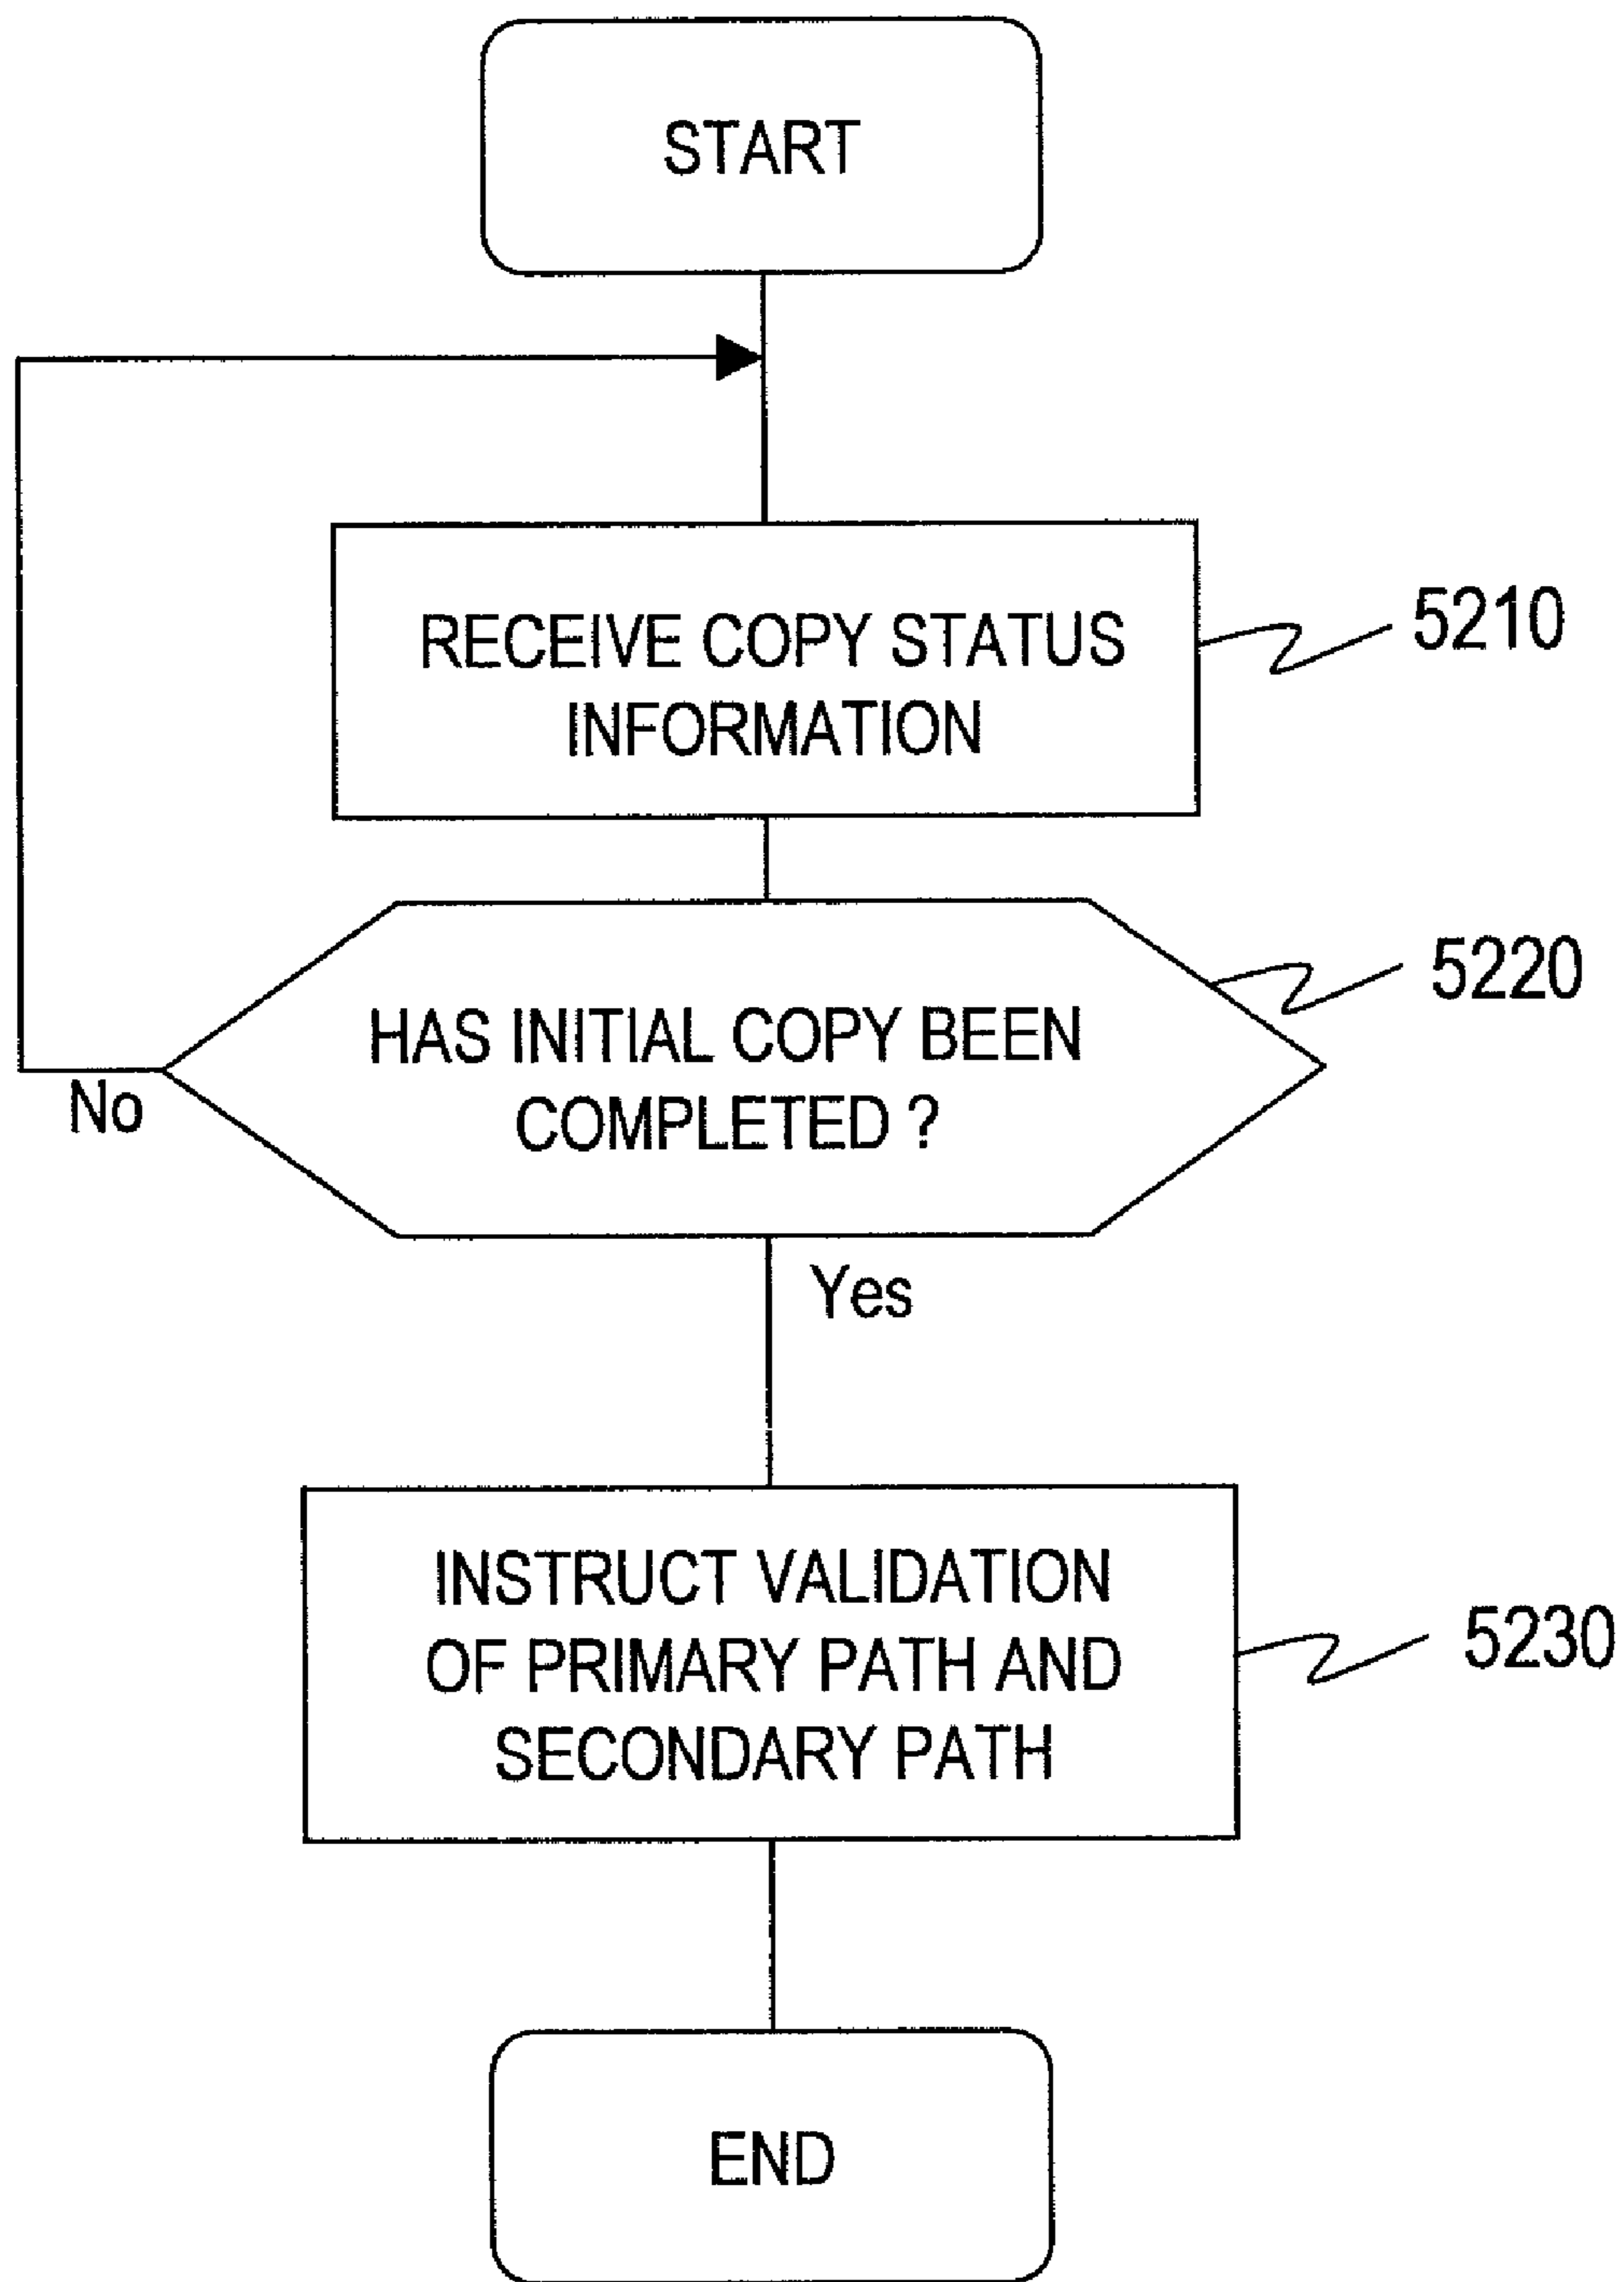 START
RECEIVE COPY STATUS
INFORMATION
5210
HAS INITIAL COPY BEEN
COMPLETED ?
5220
No
Yes
INSTRUCT VALIDATION
OF PRIMARY PATH AND
SECONDARY PATH
5230
END